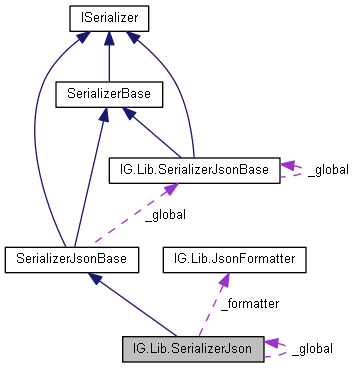 ISerializer
SerializerBase
IG.Lib.SerializerJsonBase
_global
_global
SerializerJsonBase
IG.Lib.JsonFormatter
_formatter
IG.Lib.SerializerJson
_global